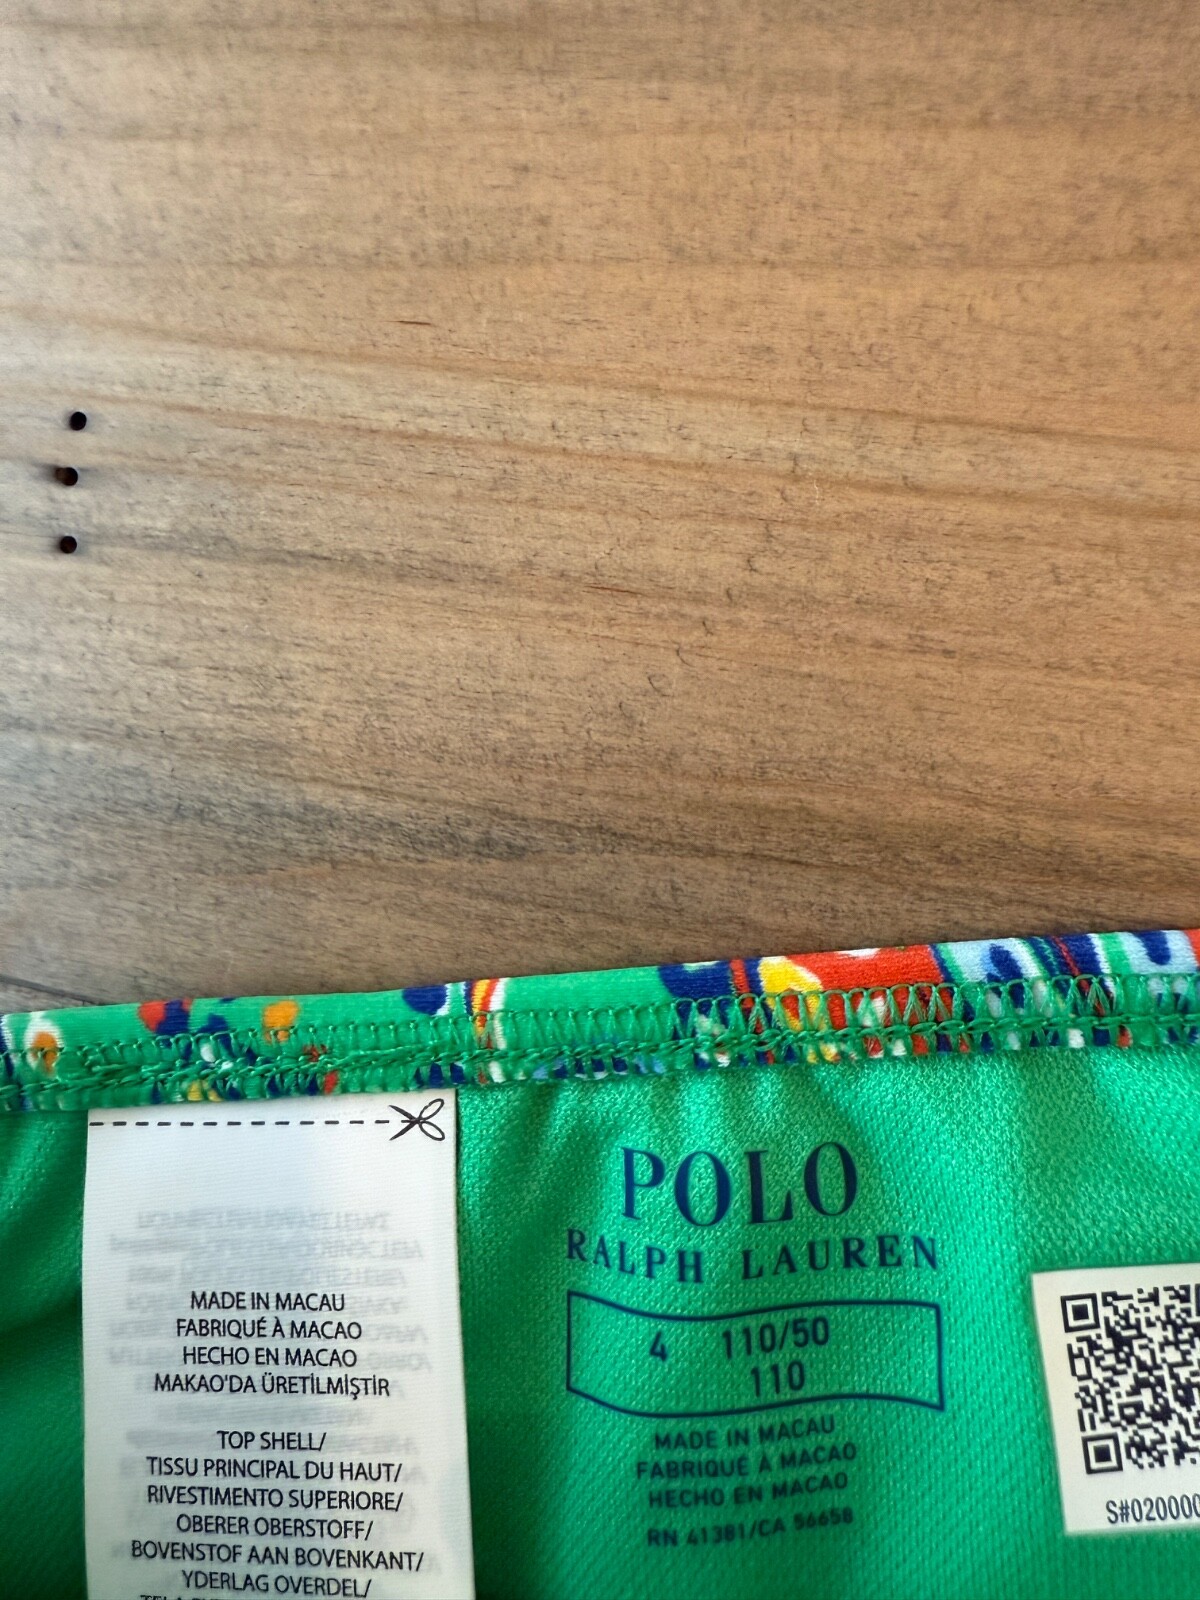 MADE IN MACAU
FABRIQUÉ À MACAO
HECHO EN MACAO
MAKAO'DA ÜRETİLMİŞTİR
TOP SHELL/
TISSU PRINCIPAL DU HAUT/
RIVESTIMENTO SUPERIORE/
OBERER OBERSTOFF/
BOVENSTOF AAN BOVENKANT/
YDERLAG OVERDEL/
POLO
RALPH LAUREN
4 110/50
110
MADE IN MACAU
FABRIQUÉ À MACAO
HECHO EN MACAO
RN 41381/CA 56658
S#020000